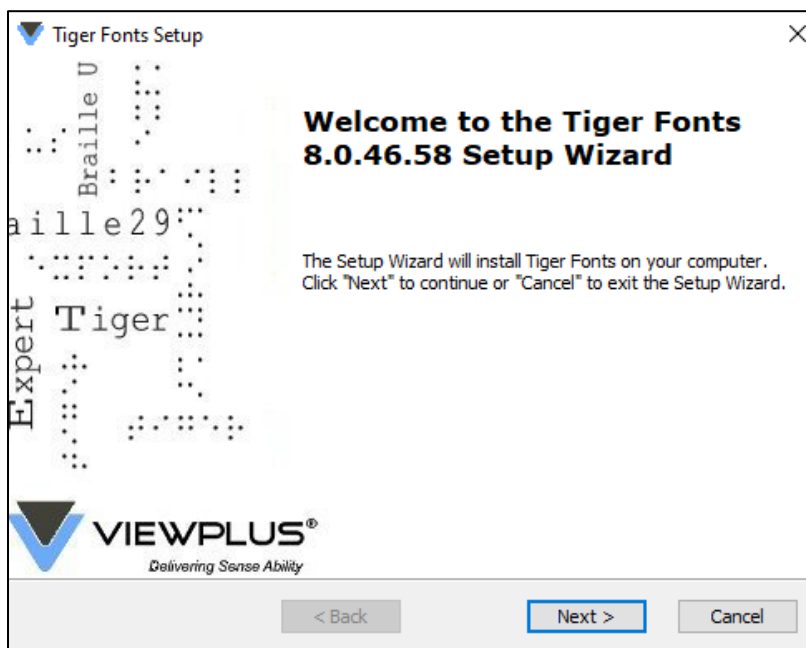 Tiger Fonts Setup
Braille U
aille29
Expert
Tiger
Welcome to the Tiger Fonts
8.0.46.58 Setup Wizard
The Setup Wizard will install Tiger Fonts on your computer.
Click "Next" to continue or "Cancel" to exit the Setup Wizard.
VIEWPLUS®
Delivering Sense Ability
< Back
Next >
Cancel